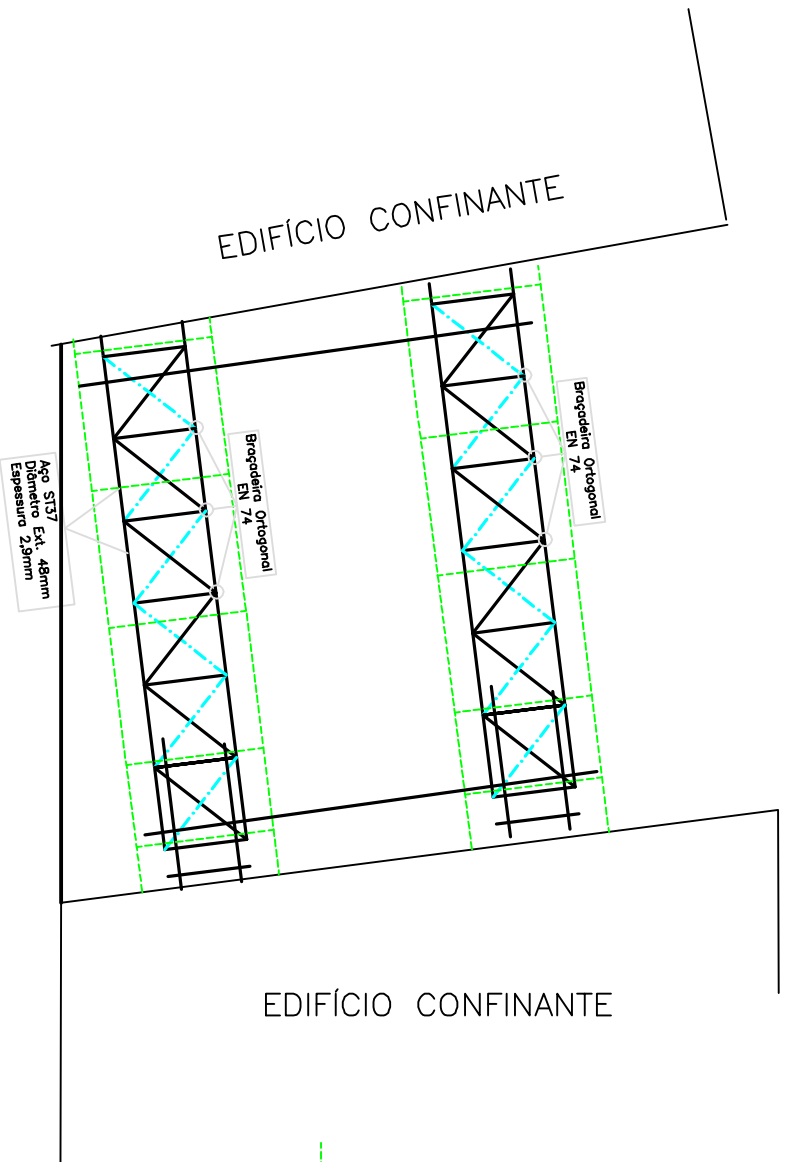 EDIFÍCIO CONFINANTE
Braçadeira Ortogonal
EN 74
Braçadeira Ortogonal
EN 74
Aço ST37
Diâmetro Ext. 48mm
Espessura 2,9mm
EDIFÍCIO CONFINANTE